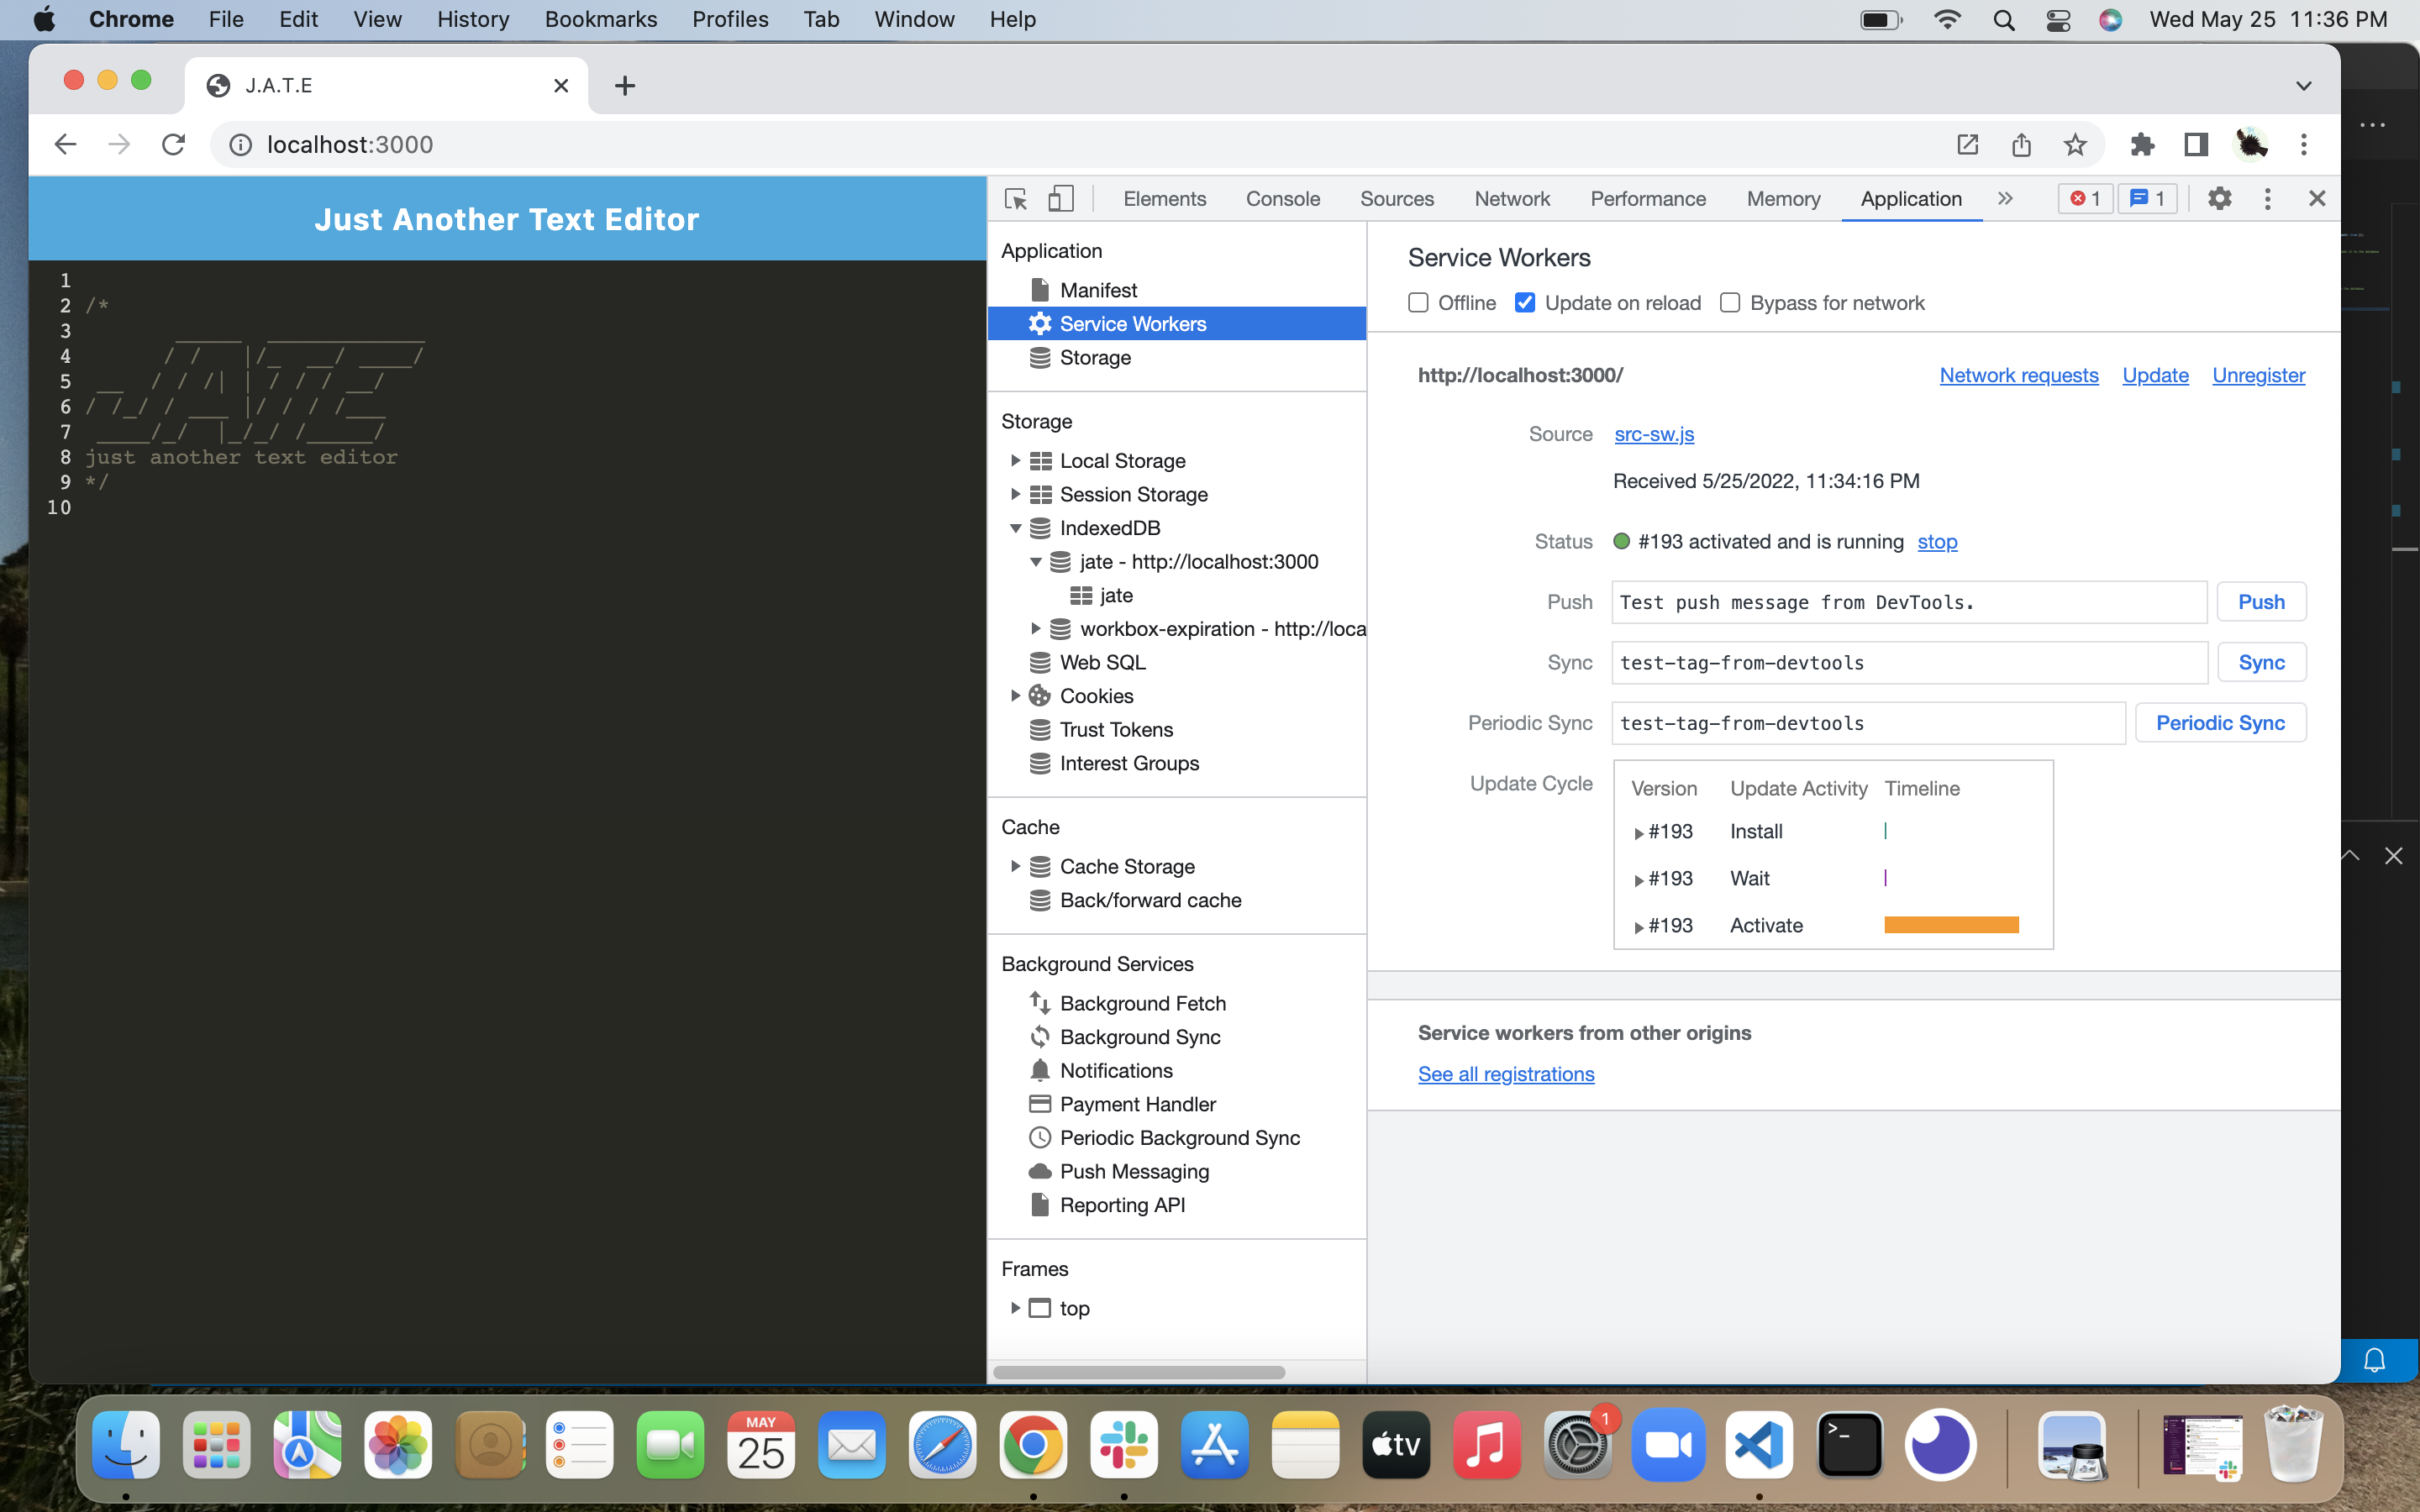 Chrome File Edit View History Bookmarks Profiles Tab Window Help Wed May 25 11:36 PM
J.A.T.E
localhost:3000
Just Another Text Editor
1
2 /*
3
4
5
6
7
8 just another text editor
9 */
10
Elements Console Sources Network Performance Memory Application 1 1
Application
Manifest
Service Workers
Storage
Storage
Local Storage
Session Storage
IndexedDB
jate - http://localhost:3000
jate
workbox-expiration - http://loca
Web SQL
Cookies
Trust Tokens
Interest Groups
Cache
Cache Storage
Back/forward cache
Background Services
Background Fetch
Background Sync
Notifications
Payment Handler
Periodic Background Sync
Push Messaging
Reporting API
Frames
top
Service Workers
Offline Update on reload Bypass for network
http://localhost:3000/ Network requests Update Unregister
Source src-sw.js
Received 5/25/2022, 11:34:16 PM
Status #193 activated and is running stop
Push Test push message from DevTools. Push
Sync test-tag-from-devtools Sync
Periodic Sync test-tag-from-devtools Periodic Sync
Update Cycle Version Update Activity Timeline
#193 Install
#193 Wait
#193 Activate
Service workers from other origins
See all registrations
MAY
25
tv
1
>_